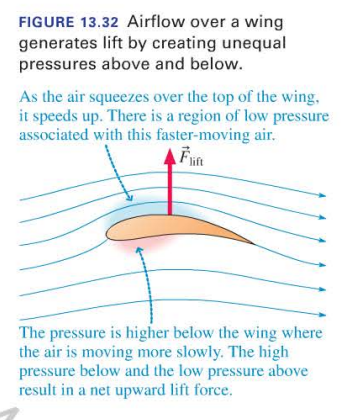 FIGURE 13.32 Airflow over a wing
generates lift by creating unequal
pressures above and below.
As the air squeezes over the top of the wing,
it speeds up. There is a region of low pressure
associated with this faster-moving air.
F⃗lift
The pressure is higher below the wing where
the air is moving more slowly. The high
pressure below and the low pressure above
result in a net upward lift force.